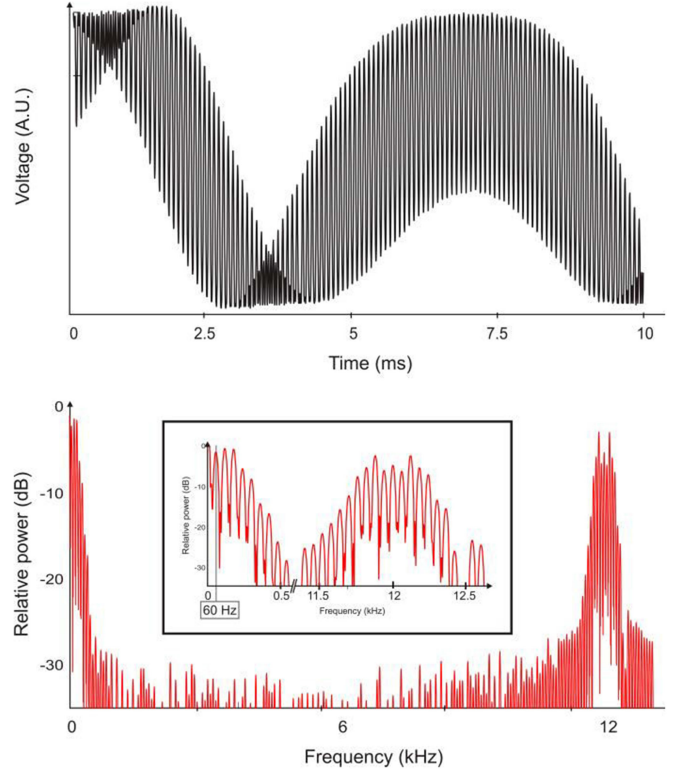 Voltage (A.U.)
0 2.5 5 7.5 10
Time (ms)
0
-10
-20
-30
Relative power (dB)
0
-10
-20
-30
Relative power (dB)
0 0.5 11.5 12 12.5
60 Hz
Frequency (kHz)
0 6 12
Frequency (kHz)